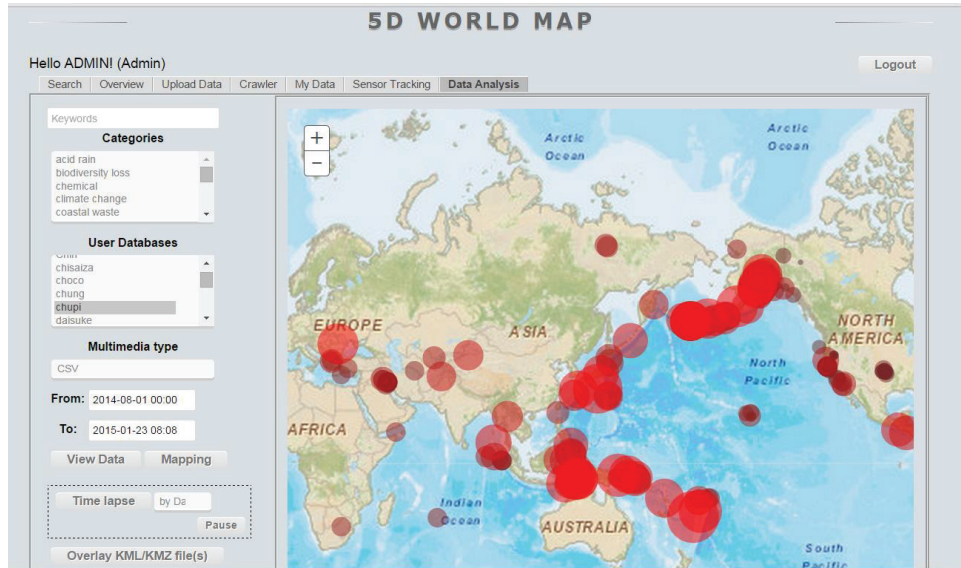 5D WORLD MAP
Hello ADMIN! (Admin)
Logout
Search Overview Upload Data Crawler My Data Sensor Tracking Data Analysis
Keywords
Categories
acid rain
biodiversity loss
chemical
climate change
coastal waste
User Databases
chisaiza
choco
chung
chupi
daisuke
Multimedia type
CSV
From: 2014-08-01 00:00
To: 2015-01-23 08:08
View Data Mapping
Time lapse by Da
Pause
Overlay KML/KMZ file(s)
+
−
Arctic
Ocean
Arctic
Ocean
EUROPE
ASIA
NORTH
AMERICA
North
Pacific
AFRICA
Indian
Ocean
AUSTRALIA
South
Pacific